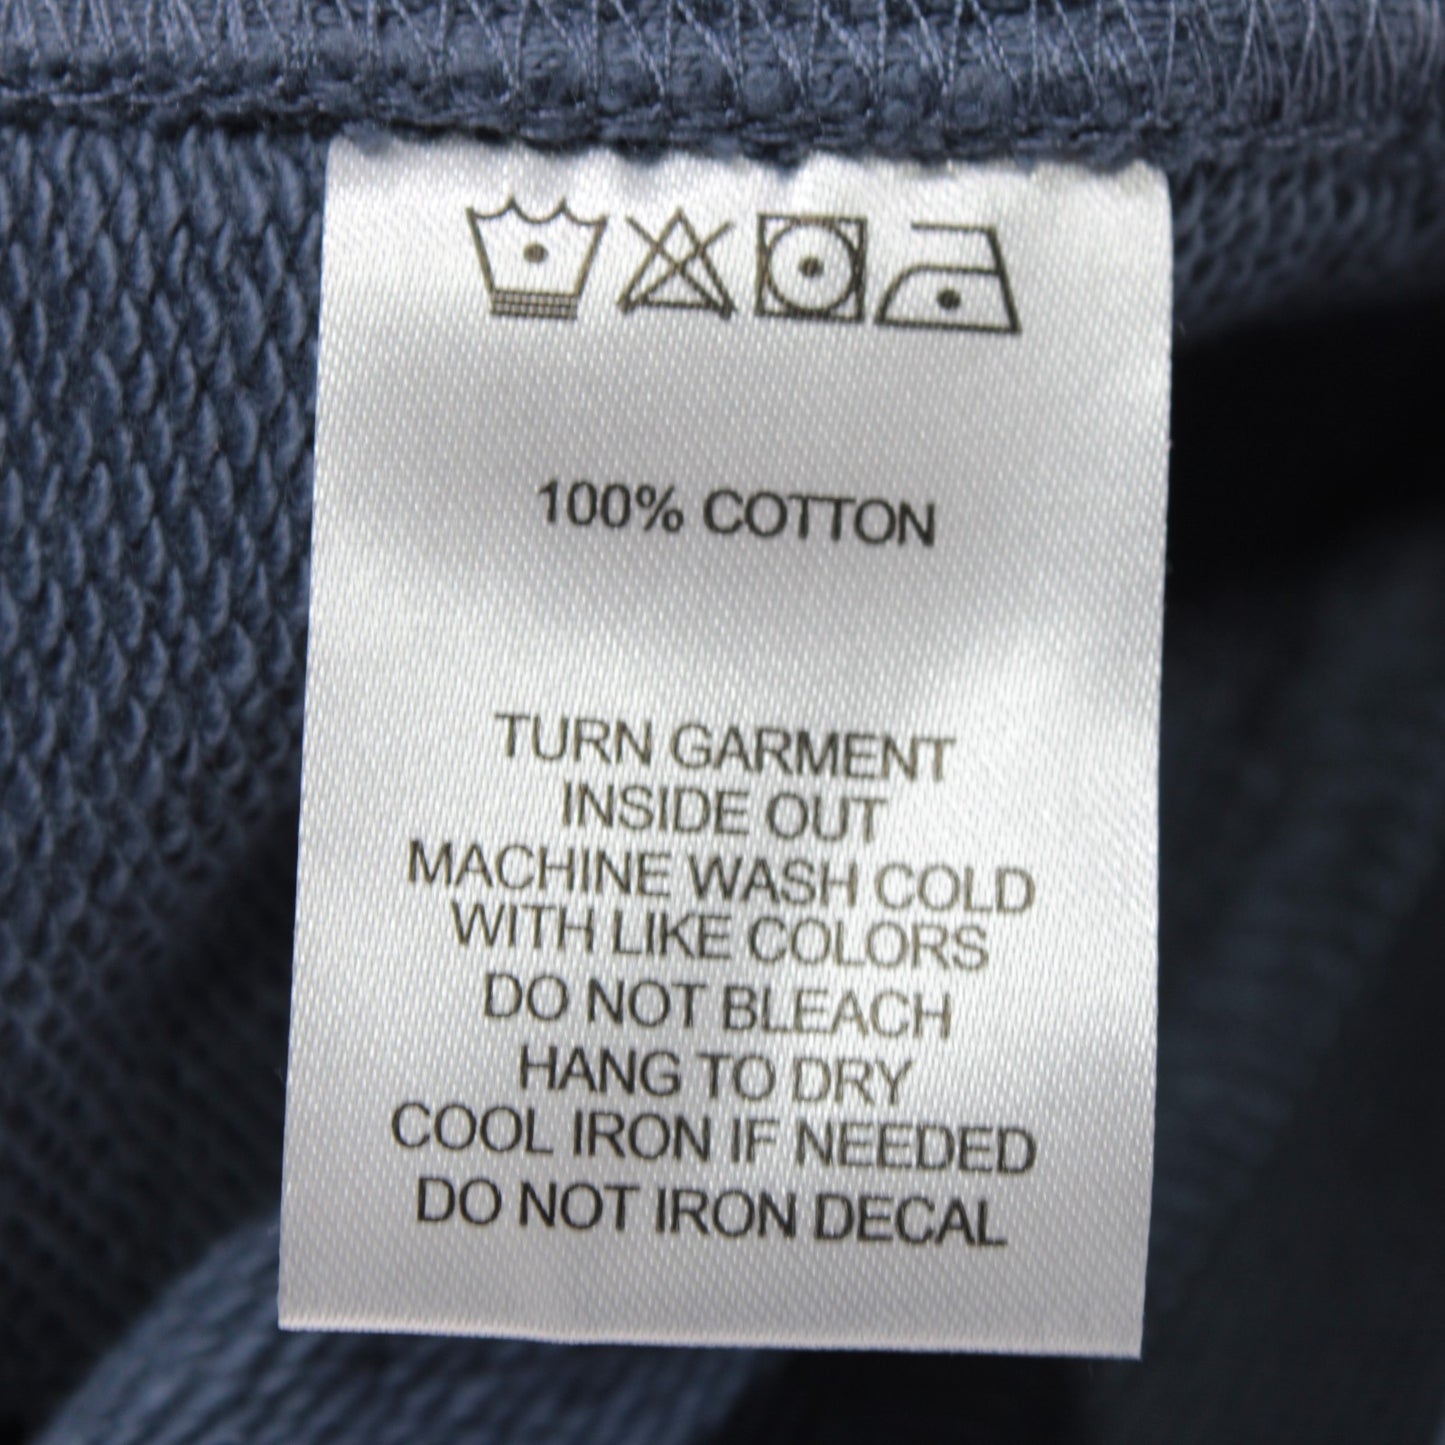 100% COTTON
TURN GARMENT
INSIDE OUT
MACHINE WASH COLD
WITH LIKE COLORS
DO NOT BLEACH
HANG TO DRY
COOL IRON IF NEEDED
DO NOT IRON DECAL